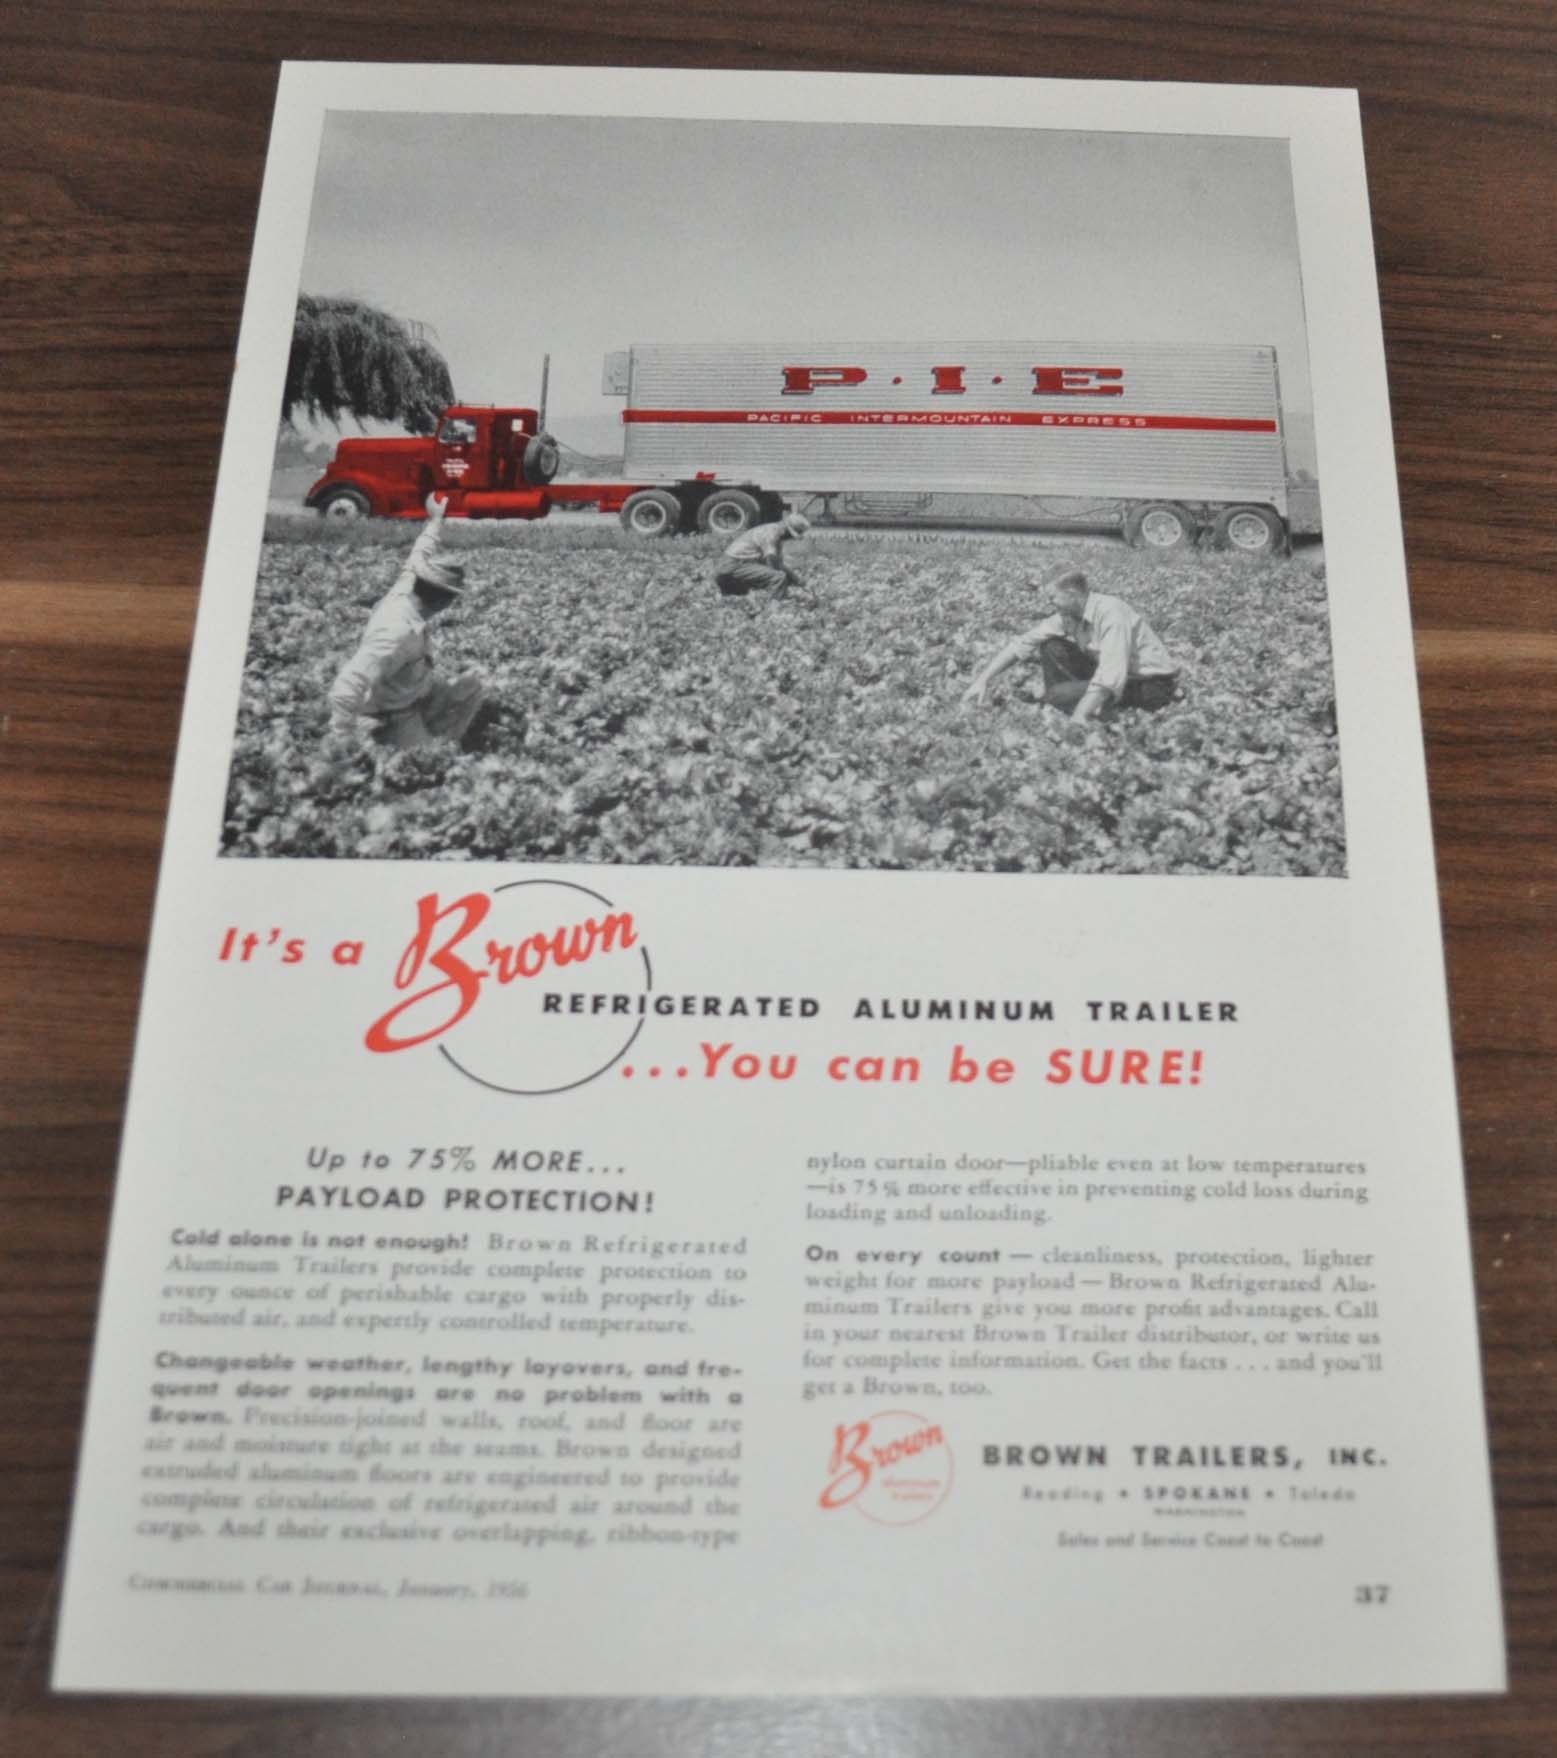 P·I·E
PACIFIC INTERMOUNTAIN EXPRESS
It's a Brown
REFRIGERATED ALUMINUM TRAILER
...You can be SURE!
Up to 75% MORE...
PAYLOAD PROTECTION!
Cold alone is not enough! Brown Refrigerated
Aluminum Trailers provide complete protection to
every ounce of perishable cargo with properly dis-
tributed air, and expertly controlled temperature.
Changeable weather, lengthy layovers, and fre-
quent door openings are no problem with a
Brown. Precision-joined walls, roof, and floor are
air and moisture tight at the seams. Brown designed
extruded aluminum floors are engineered to provide
complete circulation of refrigerated air around the
cargo. And their exclusive overlapping, ribbon-type
nylon curtain door—pliable even at low temperatures
—is 75% more effective in preventing cold loss during
loading and unloading.
On every count — cleanliness, protection, lighter
weight for more payload — Brown Refrigerated Alu-
minum Trailers give you more profit advantages. Call
in your nearest Brown Trailer distributor, or write us
for complete information. Get the facts . . . and you'll
get a Brown, too.
Brown
Aluminum
Trailers
BROWN TRAILERS, INC.
Reading • SPOKANE • Toledo
WASHINGTON
Sales and Service Coast to Coast
COMMERCIAL CAR JOURNAL, January, 1956
37